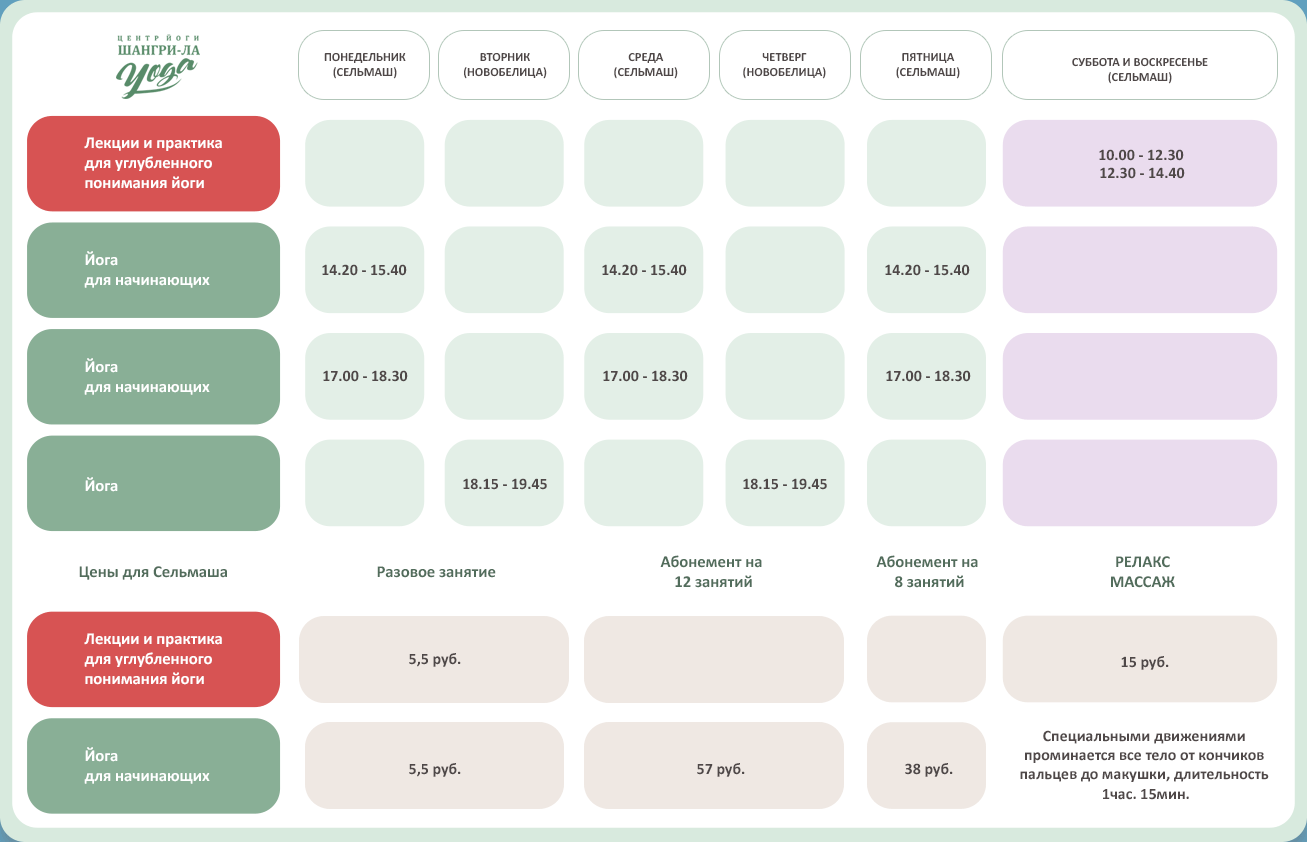 ЦЕНТР ЙОГИ
ШАНГРИ-ЛА
Yoga
ПОНЕДЕЛЬНИК
(СЕЛЬМАШ)
ВТОРНИК
(НОВОБЕЛИЦА)
СРЕДА
(СЕЛЬМАШ)
ЧЕТВЕРГ
(НОВОБЕЛИЦА)
ПЯТНИЦА
(СЕЛЬМАШ)
СУББОТА И ВОСКРЕСЕНЬЕ
(СЕЛЬМАШ)
Лекции и практика
для углубленного
понимания йоги
10.00 - 12.30
12.30 - 14.40
Йога
для начинающих
14.20 - 15.40
14.20 - 15.40
14.20 - 15.40
Йога
для начинающих
17.00 - 18.30
17.00 - 18.30
17.00 - 18.30
Йога
18.15 - 19.45
18.15 - 19.45
Цены для Сельмаша
Разовое занятие
Абонемент на
12 занятий
Абонемент на
8 занятий
РЕЛАКС
МАССАЖ
Лекции и практика
для углубленного
понимания йоги
5,5 руб.
15 руб.
Йога
для начинающих
5,5 руб.
57 руб.
38 руб.
Специальными движениями
проминается все тело от кончиков
пальцев до макушки, длительность
1час. 15мин.